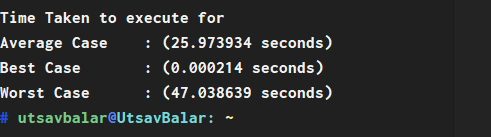 Time Taken to execute for
Average Case    : (25.973934 seconds)
Best Case       : (0.000214 seconds)
Worst Case      : (47.038639 seconds)
# utsavbalar@UtsavBalar: ~